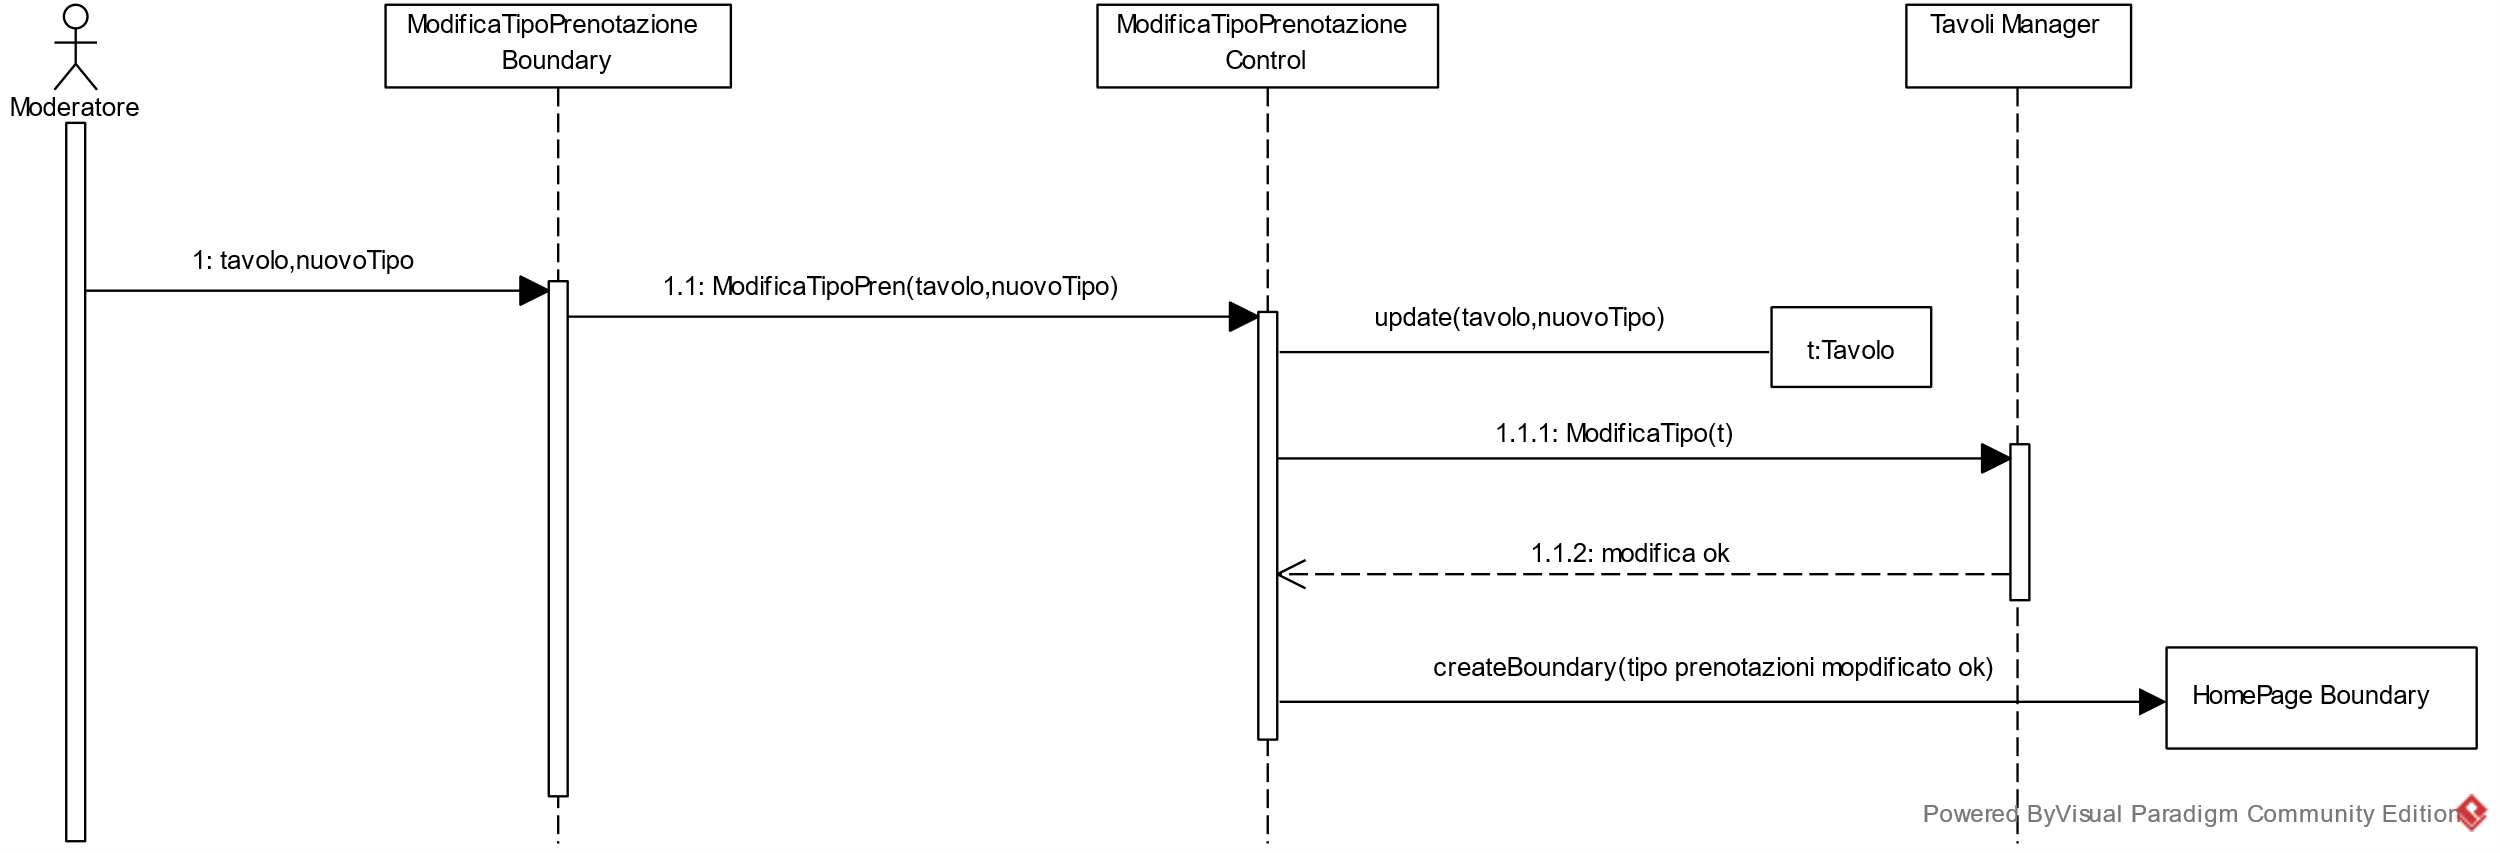 ModificaTipoPrenotazione
Boundary
ModificaTipoPrenotazione
Control
Tavoli Manager
Moderatore
1: tavolo,nuovoTipo
1.1: ModificaTipoPren(tavolo,nuovoTipo)
update(tavolo,nuovoTipo)
t:Tavolo
1.1.1: ModificaTipo(t)
1.1.2: modifica ok
createBoundary(tipo prenotazioni mopdificato ok)
HomePage Boundary
Powered ByVisual Paradigm Community Edition